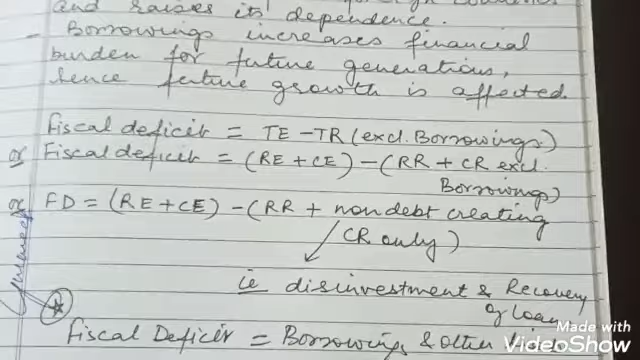 and raises its dependence.
- Borrowings increases financial
burden for future generations,
hence future growth is affected.
Fiscal deficit = TE - TR (excl. Borrowings)
or Fiscal deficit = (RE + CE) - (RR + CR excl.
Borrowings)
or FD = (RE + CE) - (RR + non debt creating
CR only)
ie disinvestment & Recovery
of loan
Fiscal Deficit = Borrowings & other
Made with
VideoShow